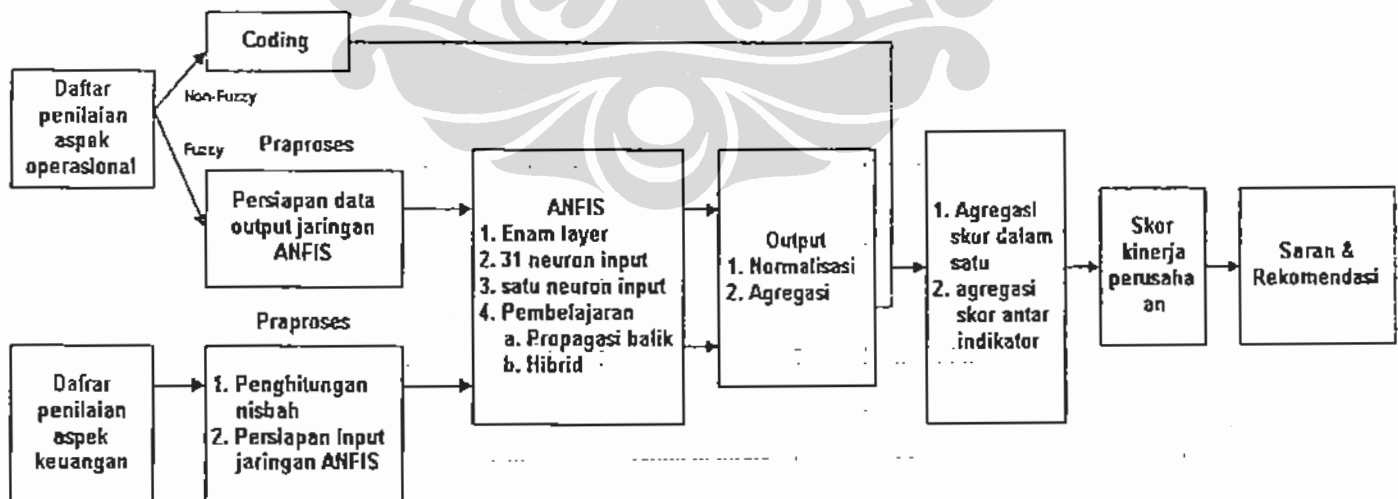 Coding
Daftar
penilaian
aspek
operasional
Non-Fuzzy
Fuzzy
Praproses
Persiapan data
output jaringan
ANFIS
Praproses
Dafrar
penilaian
aspek
keuangan
1. Penghitungan
nisbah
2. Persiapan Input
jaringan ANFIS
ANFIS
1. Enam layer
2. 31 neuron input
3. satu neuron input
4. Pembelajaran
a. Propagasi balik
b. Hibrid
Output
1. Normalisasi
2. Agregasi
1. Agregasi
skor dalam
satu
2. agregasi
skor antar
indikator
Skor
kinerja
perusaha
an
Saran &
Rekomendasi